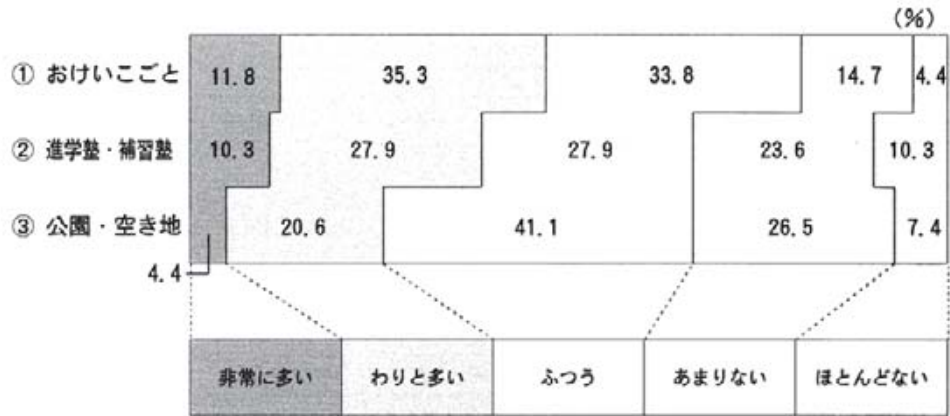 (%)
① おけいこごと 11.8 35.3 33.8 14.7 4.4
② 進学塾・補習塾 10.3 27.9 27.9 23.6 10.3
③ 公園・空き地 20.6 41.1 26.5 7.4
4.4
非常に多い わりと多い ふつう あまりない ほとんどない